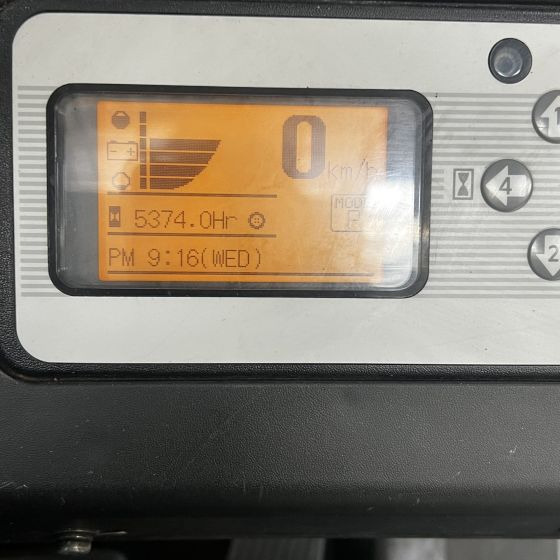 0 km/h
- +
MODE
P
5374.0Hr
PM 9:16(WED)
1
4
2